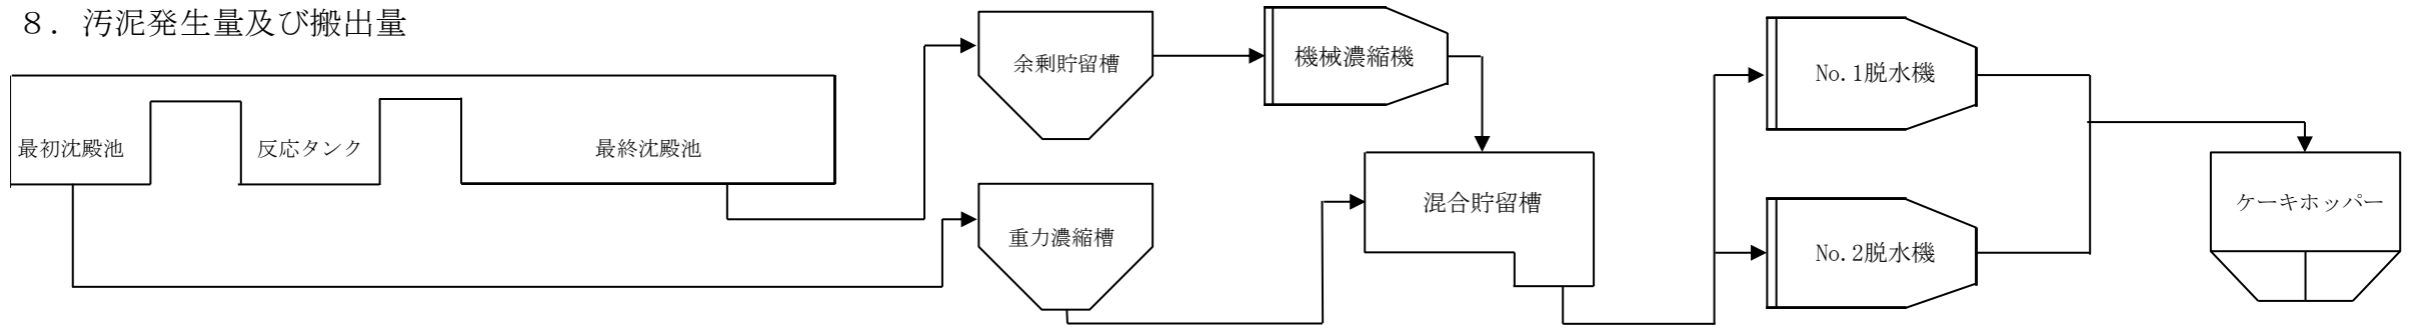 ８．汚泥発生量及び搬出量
最初沈殿池
反応タンク
最終沈殿池
余剰貯留槽
重力濃縮槽
機械濃縮機
混合貯留槽
No.1脱水機
No.2脱水機
ケーキホッパー